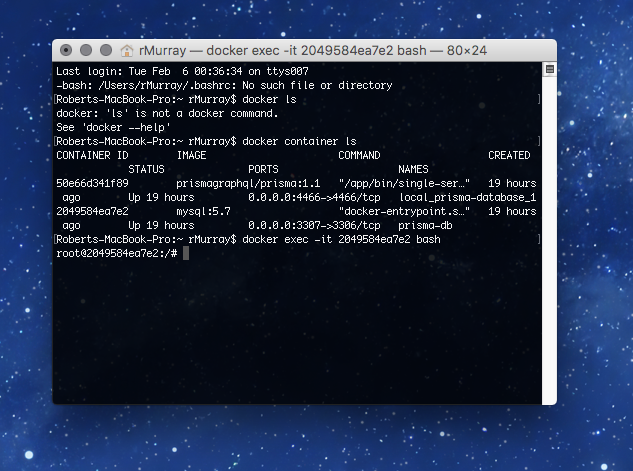 rMurray — docker exec -it 2049584ea7e2 bash — 80×24
Last login: Tue Feb  6 00:36:34 on ttys007
-bash: /Users/rMurray/.bashrc: No such file or directory
[Roberts-MacBook-Pro:~ rMurray$ docker ls ]
docker: 'ls' is not a docker command.
See 'docker --help'
[Roberts-MacBook-Pro:~ rMurray$ docker container ls ]
CONTAINER ID        IMAGE                       COMMAND                  CREATED
             STATUS              PORTS                    NAMES
50e66d341f89        prismagraphql/prisma:1.1   "/app/bin/single-ser…"   19 hours
 ago        Up 19 hours         0.0.0.0:4466->4466/tcp   local_prisma-database_1
2049584ea7e2        mysql:5.7                  "docker-entrypoint.s…"   19 hours
 ago        Up 19 hours         0.0.0.0:3307->3306/tcp   prisma-db
[Roberts-MacBook-Pro:~ rMurray$ docker exec -it 2049584ea7e2 bash ]
root@2049584ea7e2:/#